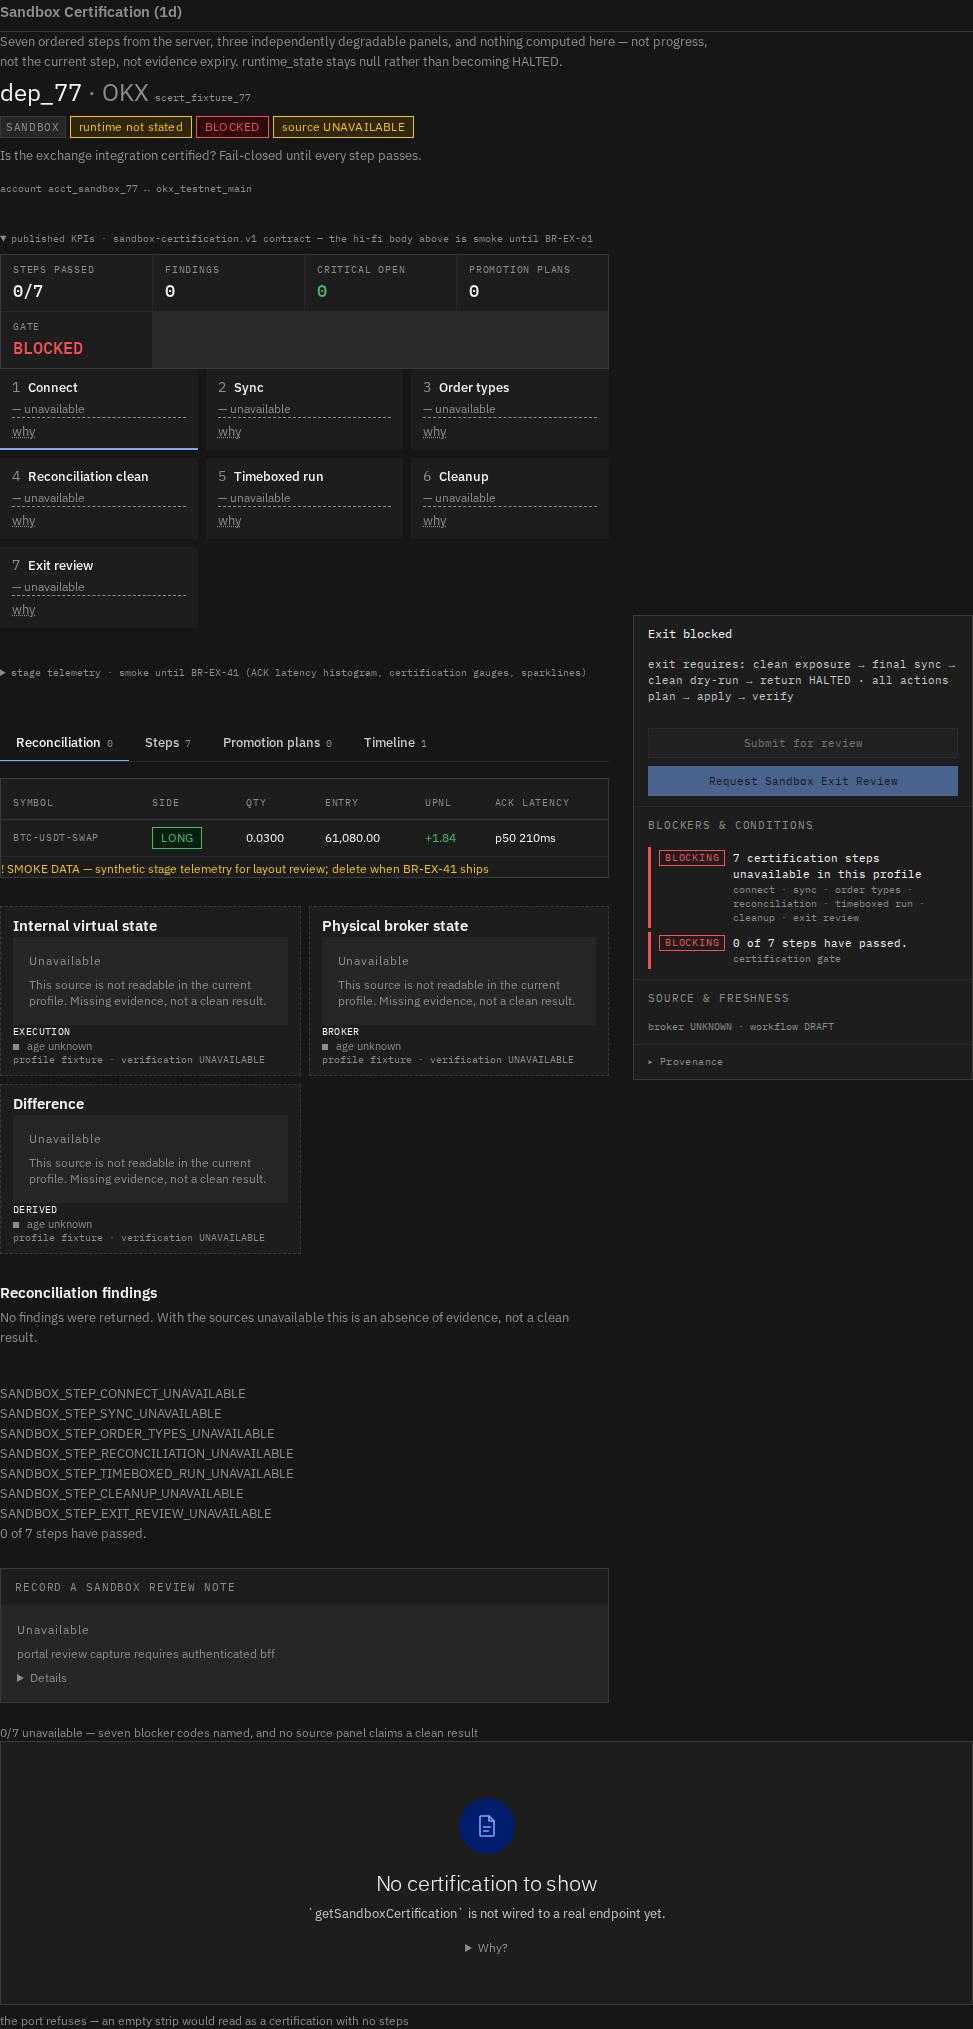 Sandbox Certification (1d)
Seven ordered steps from the server, three independently degradable panels, and nothing computed here — not progress,
not the current step, not evidence expiry. runtime_state stays null rather than becoming HALTED.
dep_77 · OKX scert_fixture_77
SANDBOX runtime not stated BLOCKED source UNAVAILABLE
Is the exchange integration certified? Fail-closed until every step passes.
account acct_sandbox_77 ↔ okx_testnet_main
▼ published KPIs · sandbox-certification.v1 contract — the hi-fi body above is smoke until BR-EX-61
STEPS PASSED FINDINGS CRITICAL OPEN PROMOTION PLANS
0/7 0 0 0
GATE
BLOCKED
1 Connect 2 Sync 3 Order types
— unavailable — unavailable — unavailable
why why why
4 Reconciliation clean 5 Timeboxed run 6 Cleanup
— unavailable — unavailable — unavailable
why why why
7 Exit review
— unavailable
why
▶ stage telemetry · smoke until BR-EX-41 (ACK latency histogram, certification gauges, sparklines)
Reconciliation 0 Steps 7 Promotion plans 0 Timeline 1
SYMBOL SIDE QTY ENTRY UPNL ACK LATENCY
BTC-USDT-SWAP LONG 0.0300 61,080.00 +1.84 p50 210ms
! SMOKE DATA — synthetic stage telemetry for layout review; delete when BR-EX-41 ships
Internal virtual state
Unavailable
This source is not readable in the current
profile. Missing evidence, not a clean result.
EXECUTION
age unknown
profile fixture · verification UNAVAILABLE
Physical broker state
Unavailable
This source is not readable in the current
profile. Missing evidence, not a clean result.
BROKER
age unknown
profile fixture · verification UNAVAILABLE
Difference
Unavailable
This source is not readable in the current
profile. Missing evidence, not a clean result.
DERIVED
age unknown
profile fixture · verification UNAVAILABLE
Reconciliation findings
No findings were returned. With the sources unavailable this is an absence of evidence, not a clean
result.
SANDBOX_STEP_CONNECT_UNAVAILABLE
SANDBOX_STEP_SYNC_UNAVAILABLE
SANDBOX_STEP_ORDER_TYPES_UNAVAILABLE
SANDBOX_STEP_RECONCILIATION_UNAVAILABLE
SANDBOX_STEP_TIMEBOXED_RUN_UNAVAILABLE
SANDBOX_STEP_CLEANUP_UNAVAILABLE
SANDBOX_STEP_EXIT_REVIEW_UNAVAILABLE
0 of 7 steps have passed.
RECORD A SANDBOX REVIEW NOTE
Unavailable
portal review capture requires authenticated bff
▶ Details
Exit blocked
exit requires: clean exposure → final sync →
clean dry-run → return HALTED · all actions
plan → apply → verify
Submit for review
Request Sandbox Exit Review
BLOCKERS & CONDITIONS
BLOCKING 7 certification steps
unavailable in this profile
connect · sync · order types ·
reconciliation · timeboxed run ·
cleanup · exit review
BLOCKING 0 of 7 steps have passed.
certification gate
SOURCE & FRESHNESS
broker UNKNOWN · workflow DRAFT
▸ Provenance
0/7 unavailable — seven blocker codes named, and no source panel claims a clean result
No certification to show
`getSandboxCertification` is not wired to a real endpoint yet.
▶ Why?
the port refuses — an empty strip would read as a certification with no steps